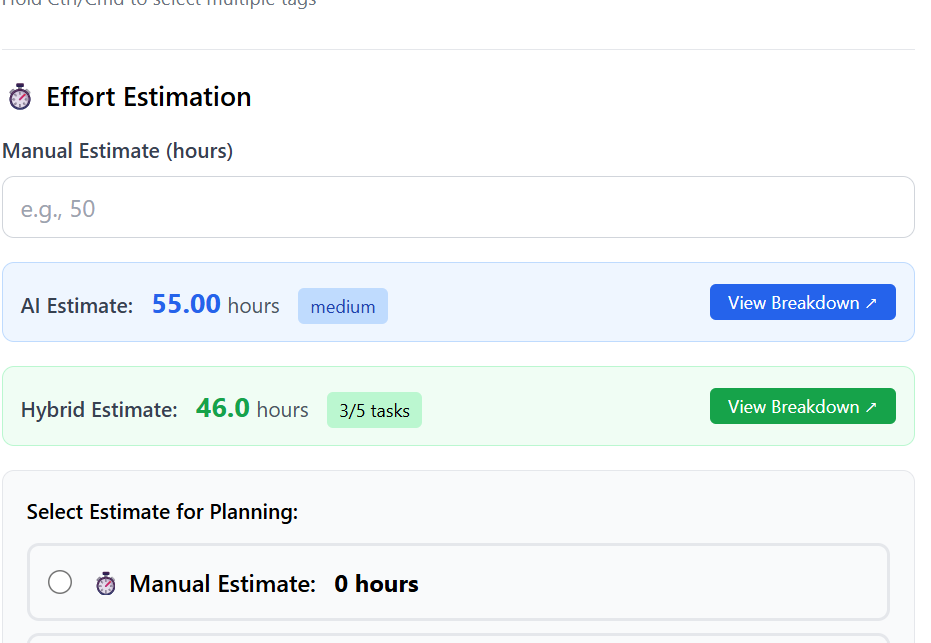 Hold Ctrl/Cmd to select multiple tags
Effort Estimation
Manual Estimate (hours)
e.g., 50
AI Estimate: 55.00 hours medium View Breakdown ↗
Hybrid Estimate: 46.0 hours 3/5 tasks View Breakdown ↗
Select Estimate for Planning:
Manual Estimate: 0 hours